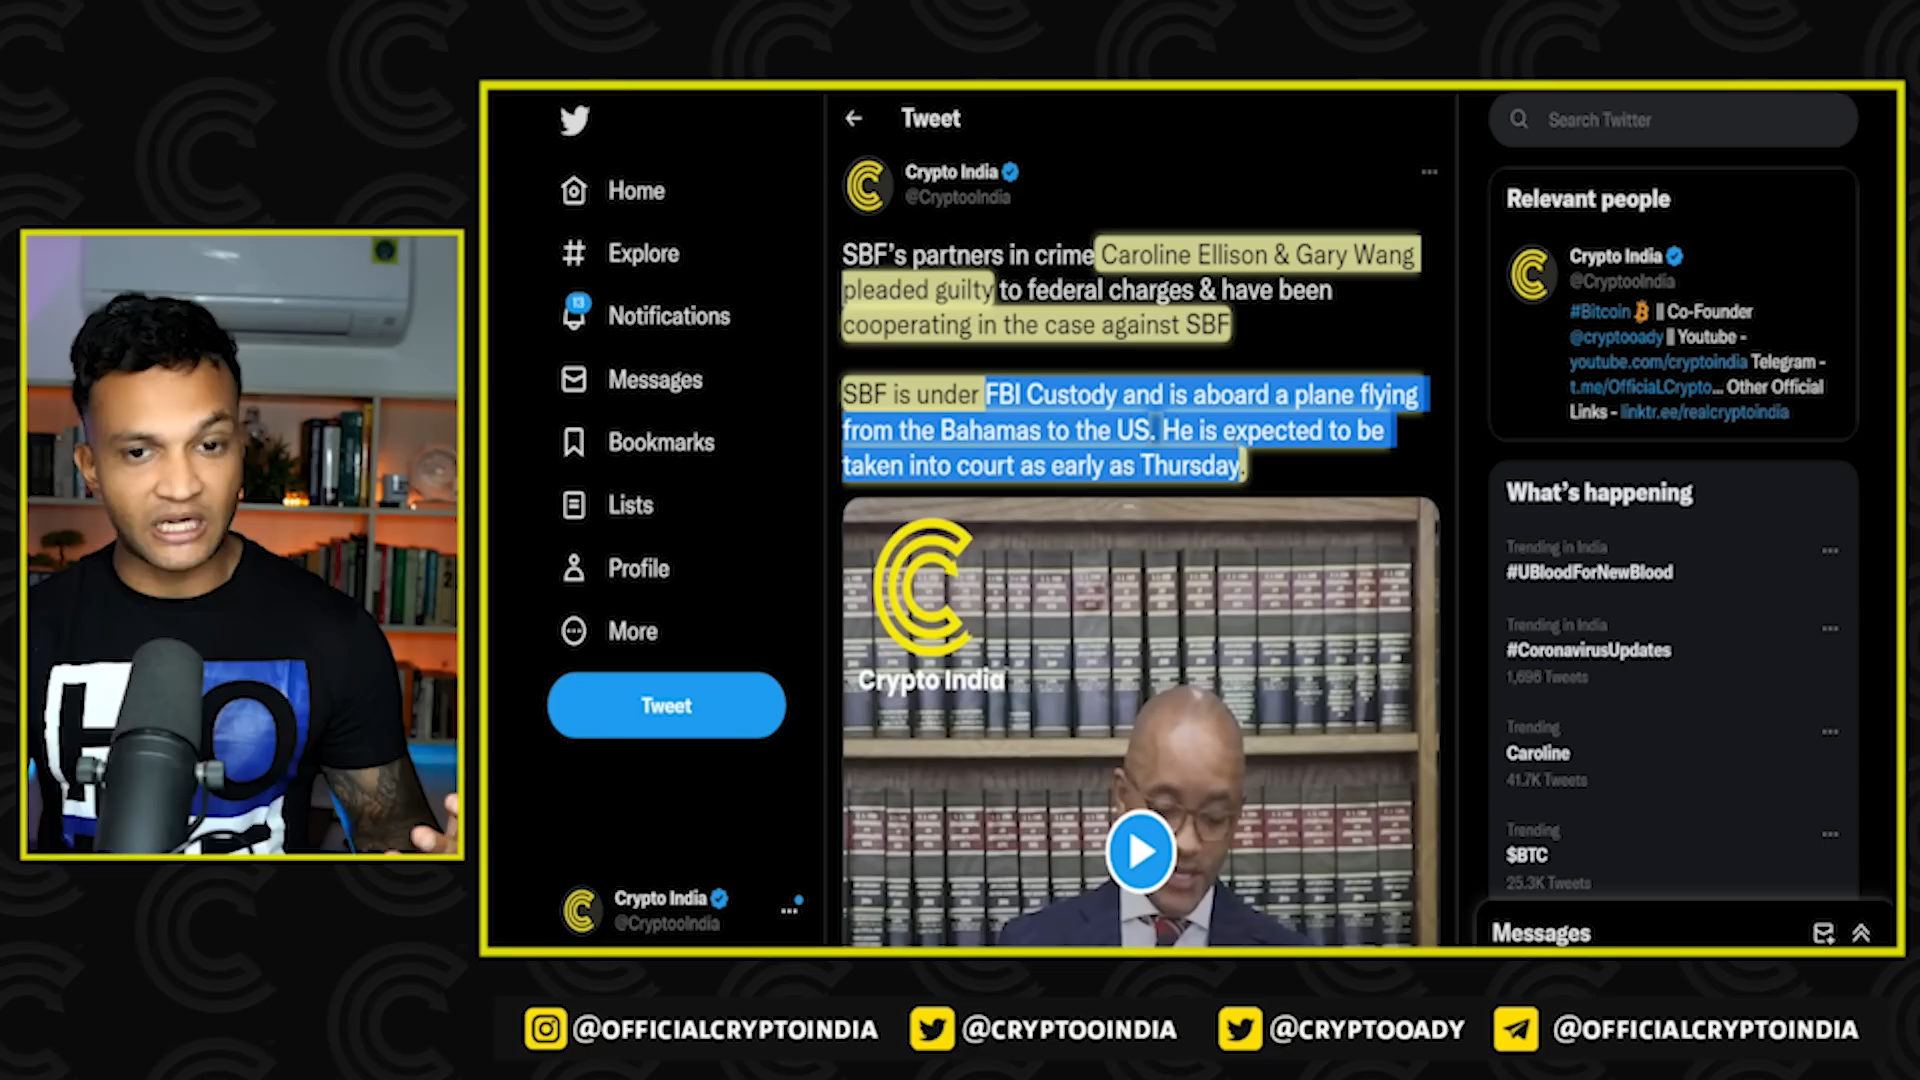 Tweet
Search Twitter
Home
Explore
13
Notifications
Messages
Bookmarks
Lists
Profile
More
Tweet
Crypto India
@CryptooIndia
Crypto India
@CryptooIndia
SBF's partners in crime Caroline Ellison & Gary Wang
pleaded guilty to federal charges & have been
cooperating in the case against SBF
SBF is under FBI Custody and is aboard a plane flying
from the Bahamas to the US. He is expected to be
taken into court as early as Thursday.
Crypto India
Relevant people
Crypto India
@CryptooIndia
#Bitcoin || Co-Founder
@cryptooady || Youtube -
youtube.com/cryptoindia Telegram -
t.me/OfficialCrypto... Other Official
Links - linktr.ee/realcryptoindia
What's happening
Trending in India
#UBloodForNewBlood
Trending in India
#CoronavirusUpdates
1,696 Tweets
Trending
Caroline
41.7K Tweets
Trending
$BTC
25.3K Tweets
Messages
@OFFICIALCRYPTOINDIA
@CRYPTOOINDIA
@CRYPTOOADY
@OFFICIALCRYPTOINDIA